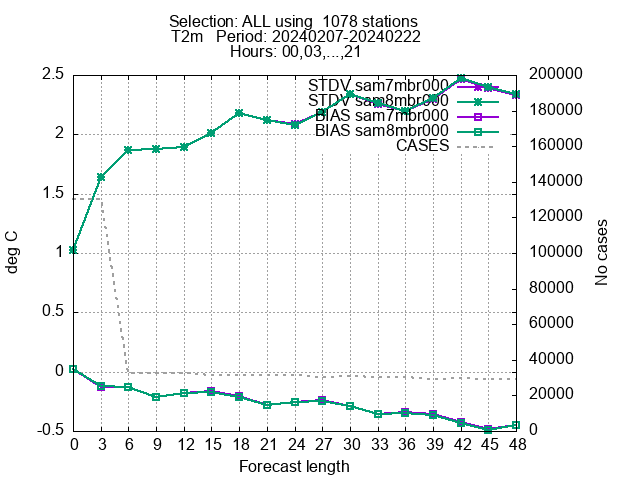 Selection: ALL using  1078 stations
T2m   Period: 20240207-20240222
Hours: 00,03,...,21
STDV sam7mbr000
STDV sam8mbr000
BIAS sam7mbr000
BIAS sam8mbr000
CASES
2.5
2
1.5
1
0.5
0
-0.5
deg C
200000
180000
160000
140000
120000
100000
80000
60000
40000
20000
0
No cases
0 3 6 9 12 15 18 21 24 27 30 33 36 39 42 45 48
Forecast length